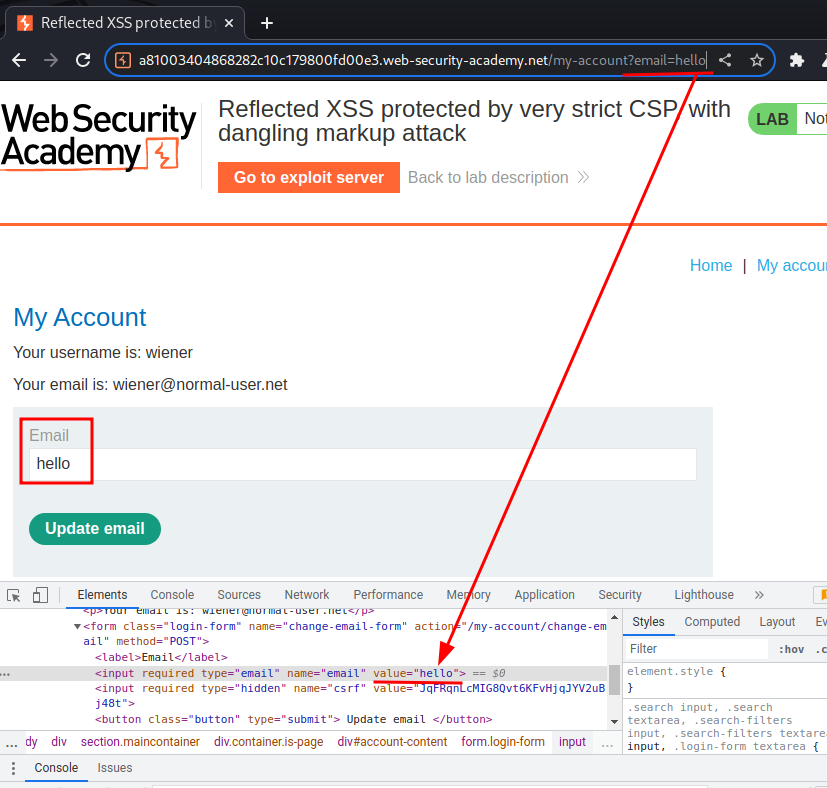 Reflected XSS protected by
a81003404868282c10c179800fd00e3.web-security-academy.net/my-account?email=hello
WebSecurity
Academy
Reflected XSS protected by very strict CSP, with
dangling markup attack
LAB Not
Go to exploit server
Back to lab description
Home | My accou
My Account
Your username is: wiener
Your email is: wiener@normal-user.net
Email
hello
Update email
Elements Console Sources Network Performance Memory Application Security Lighthouse
<p>Your email is: wiener@normal-user.net</p>
<form class="login-form" name="change-email-form" action="/my-account/change-em
ail" method="POST">
<label>Email</label>
<input required type="email" name="email" value="hello"> == $0
<input required type="hidden" name="csrf" value="JqFRqnLcMIG8Qvt6KFvHjqJYV2uB
j48t">
<button class="button" type="submit"> Update email </button>
... dy div section.maincontainer div.container.is-page div#account-content form.login-form input ...
Styles Computed Layout Ev
Filter :hov .c
element.style {
}
.search input, .search
textarea, .search-filters
input, .search-filters textarea
input, .login-form textarea {
Console Issues